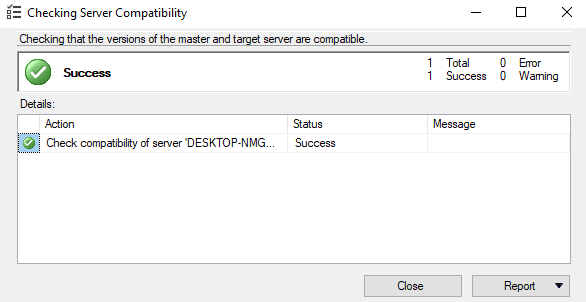 Checking Server Compatibility
Checking that the versions of the master and target server are compatible.
Success
1 Total 0 Error
1 Success 0 Warning
Details:
Action Status Message
Check compatibility of server 'DESKTOP-NMG... Success
Close Report